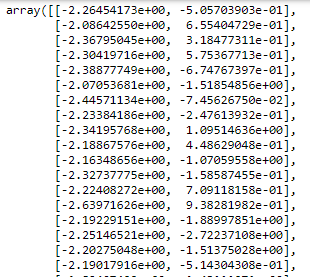 array([[-2.26454173e+00, -5.05703903e-01],
[-2.08642550e+00, 6.55404729e-01],
[-2.36795045e+00, 3.18477311e-01],
[-2.30419716e+00, 5.75367713e-01],
[-2.38877749e+00, -6.74767397e-01],
[-2.07053681e+00, -1.51854856e+00],
[-2.44571134e+00, -7.45626750e-02],
[-2.23384186e+00, -2.47613932e-01],
[-2.34195768e+00, 1.09514636e+00],
[-2.18867576e+00, 4.48629048e-01],
[-2.16348656e+00, -1.07059558e+00],
[-2.32737775e+00, -1.58587455e-01],
[-2.22408272e+00, 7.09118158e-01],
[-2.63971626e+00, 9.38281982e-01],
[-2.19229151e+00, -1.88997851e+00],
[-2.25146521e+00, -2.72237108e+00],
[-2.20275048e+00, -1.51375028e+00],
[-2.19017916e+00, -5.14304308e-01],